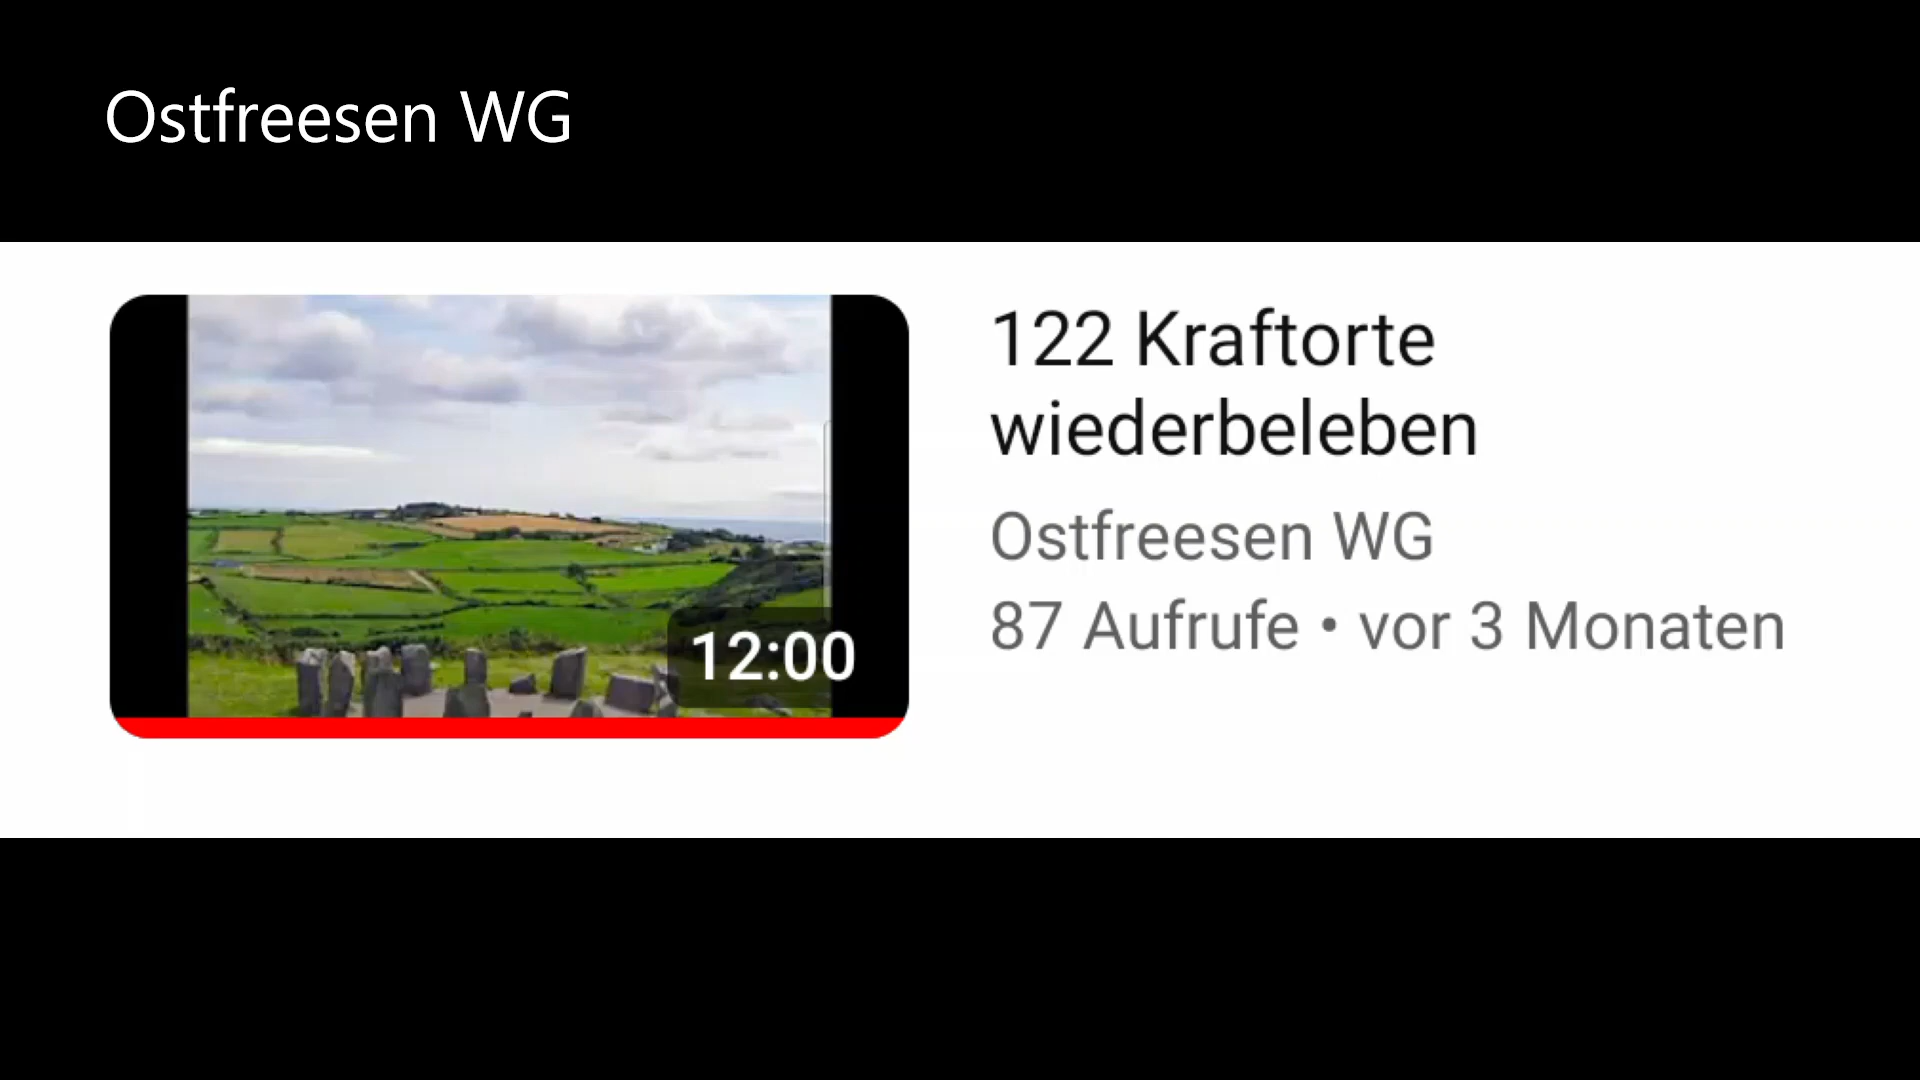 Ostfreesen WG
12:00
122 Kraftorte
wiederbeleben
Ostfreesen WG
87 Aufrufe • vor 3 Monaten